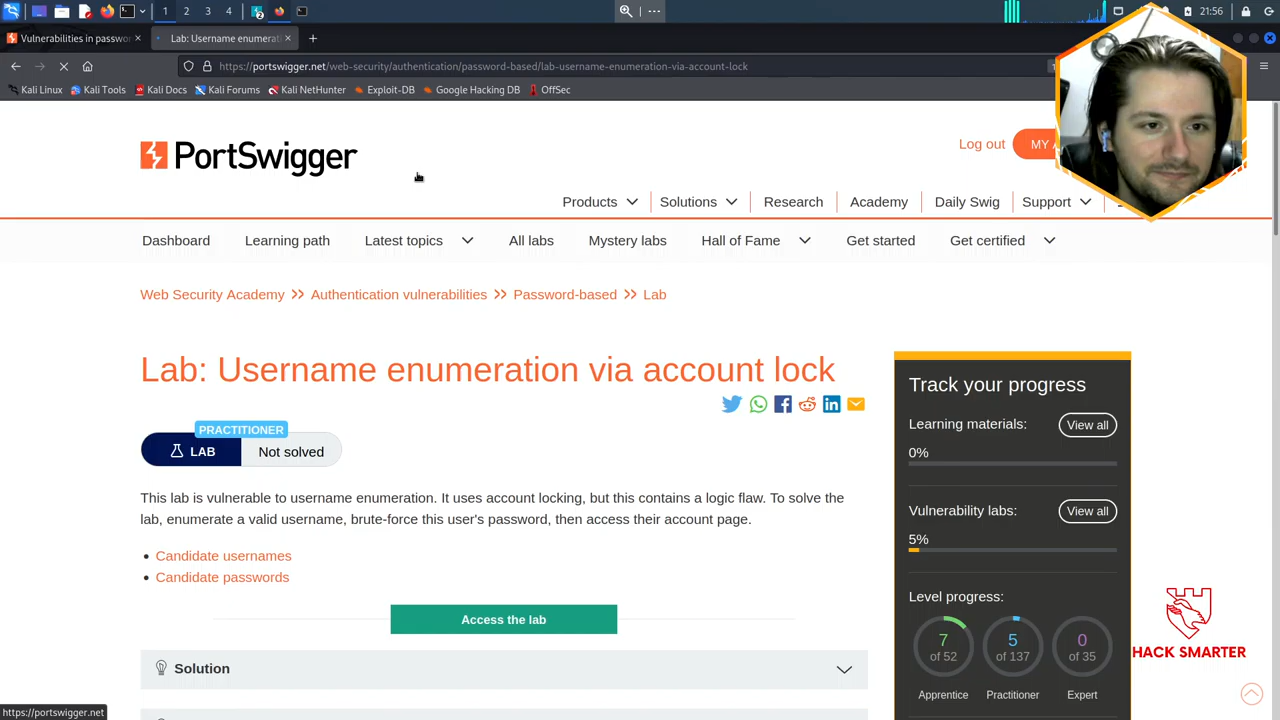 1 2 3 4 2
21:56
Vulnerabilities in passwo
Lab: Username enumerati
https://portswigger.net/web-security/authentication/password-based/lab-username-enumeration-via-account-lock
Kali Linux Kali Tools Kali Docs Kali Forums Kali NetHunter Exploit-DB Google Hacking DB OffSec
PortSwigger
Log out MY A
Products Solutions Research Academy Daily Swig Support
Dashboard Learning path Latest topics All labs Mystery labs Hall of Fame Get started Get certified
Web Security Academy >> Authentication vulnerabilities >> Password-based >> Lab
Lab: Username enumeration via account lock
PRACTITIONER
LAB Not solved
This lab is vulnerable to username enumeration. It uses account locking, but this contains a logic flaw. To solve the
lab, enumerate a valid username, brute-force this user's password, then access their account page.
Candidate usernames
Candidate passwords
Access the lab
Solution
Track your progress
Learning materials: View all
0%
Vulnerability labs: View all
5%
Level progress:
7 5 0
of 52 of 137 of 35
Apprentice Practitioner Expert
HACK SMARTER
https://portswigger.net